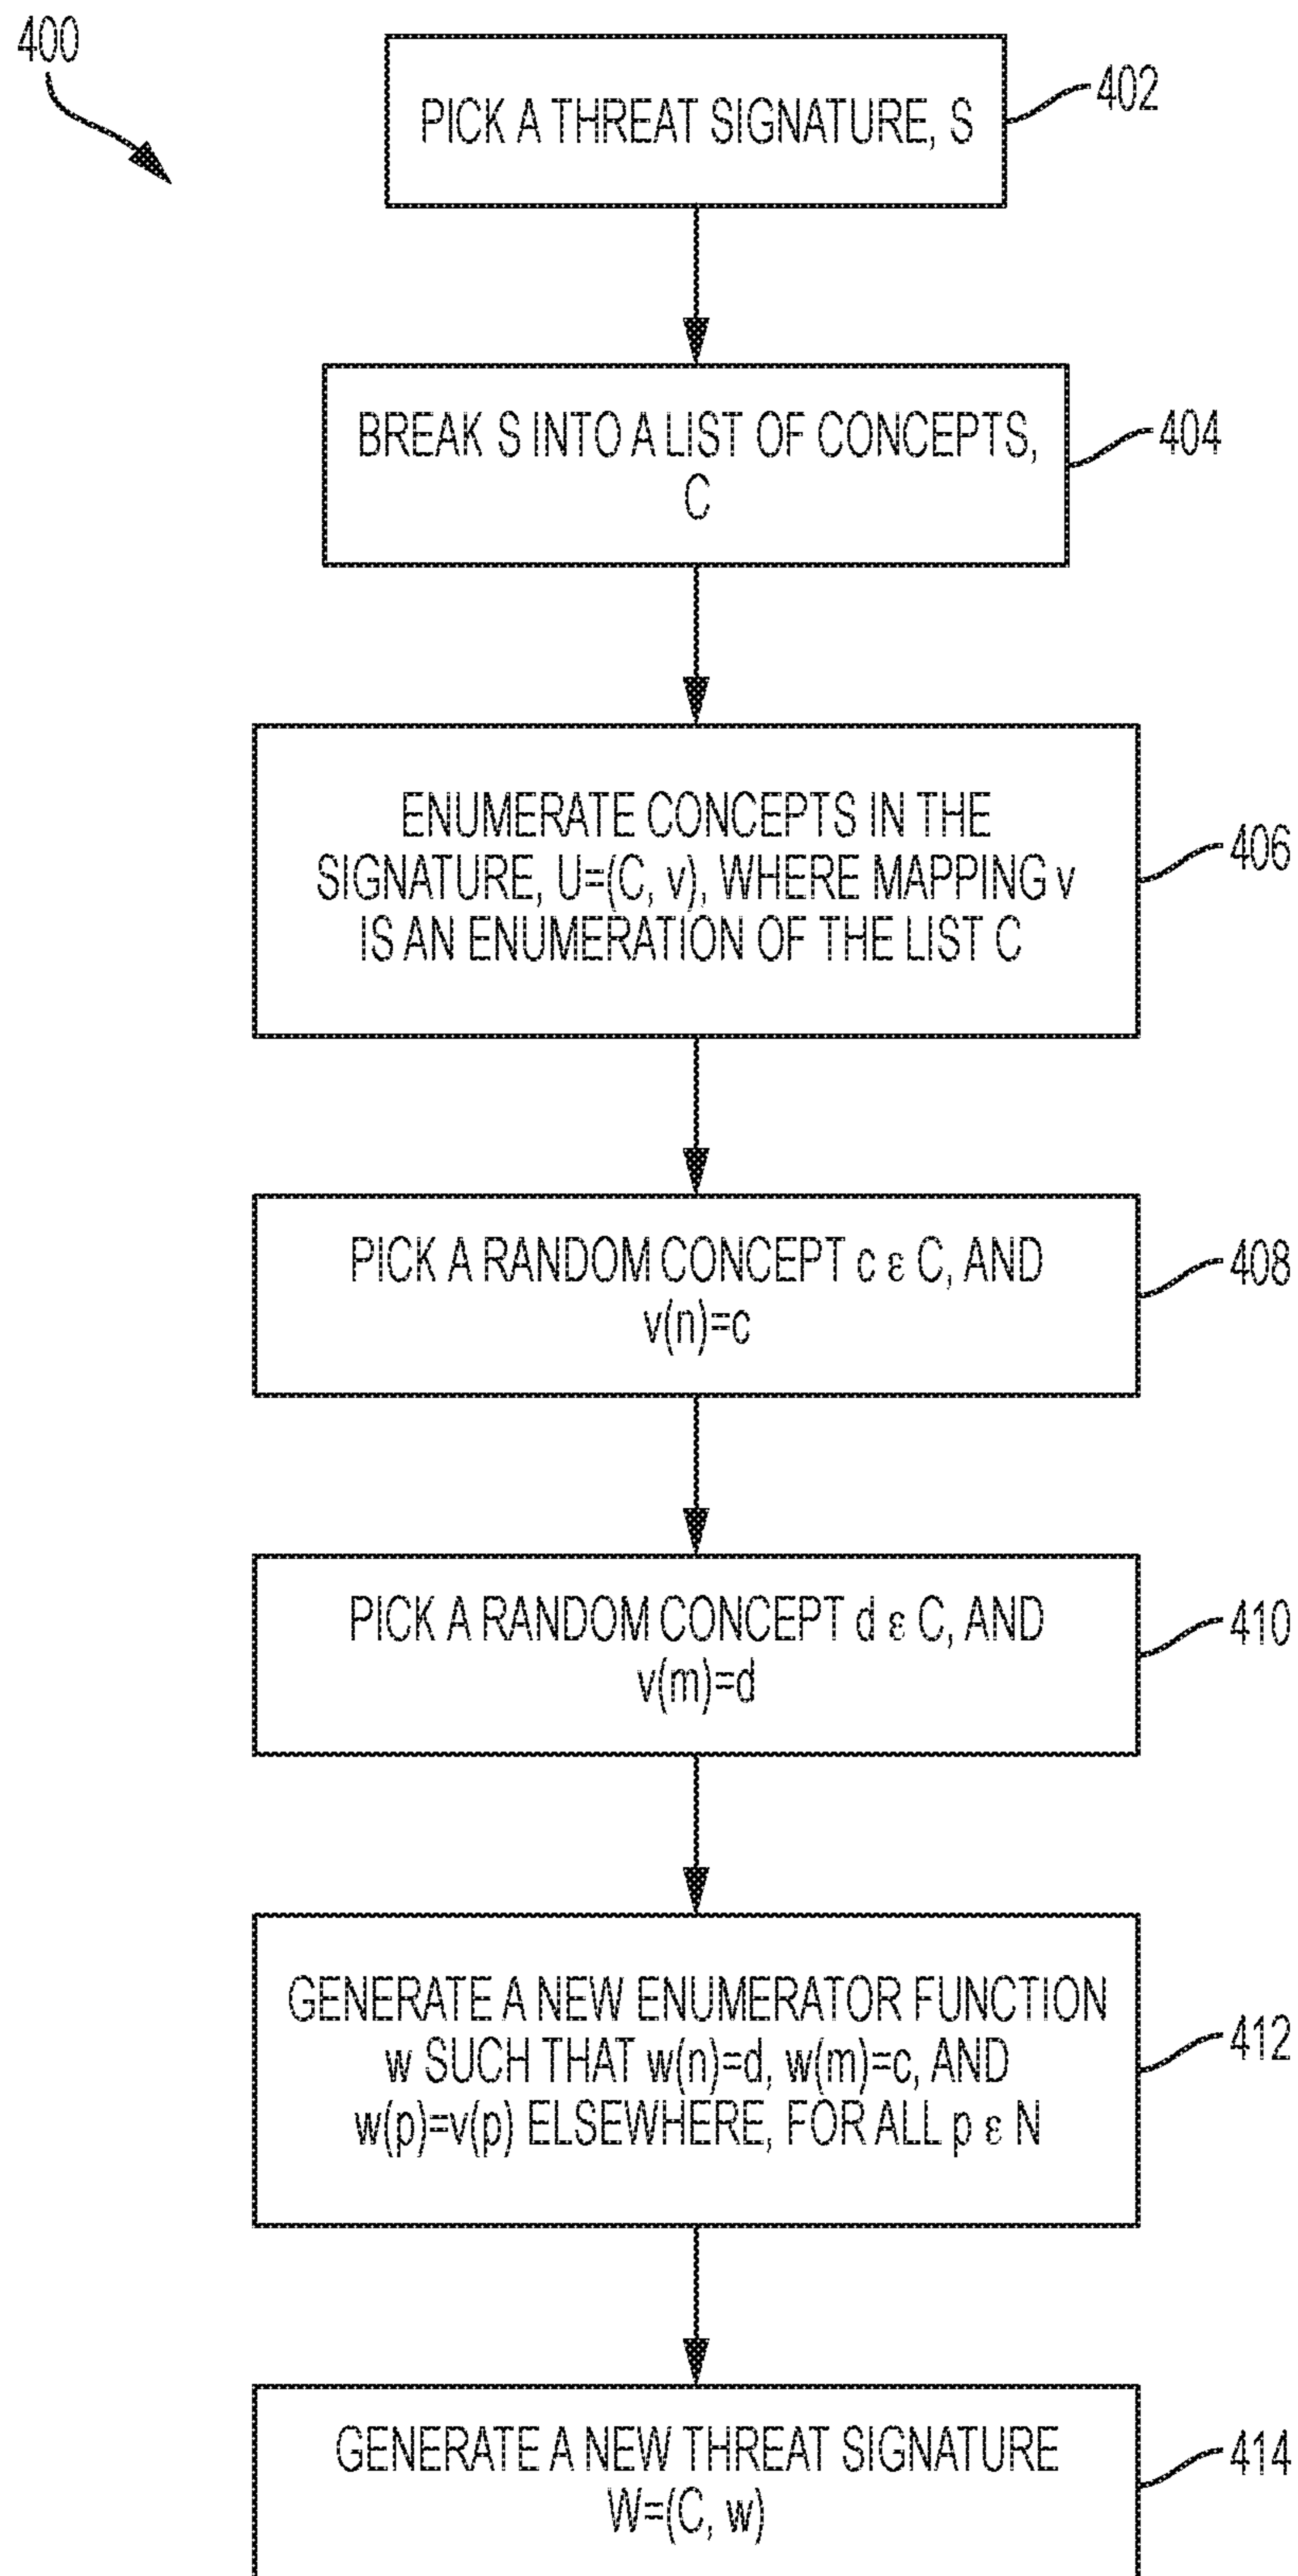 400
PICK A THREAT SIGNATURE, S
402
BREAK S INTO A LIST OF CONCEPTS,
C
404
ENUMERATE CONCEPTS IN THE
SIGNATURE, U=(C, v), WHERE MAPPING v
IS AN ENUMERATION OF THE LIST C
406
PICK A RANDOM CONCEPT c ε C, AND
v(n)=c
408
PICK A RANDOM CONCEPT d ε C, AND
v(m)=d
410
GENERATE A NEW ENUMERATOR FUNCTION
w SUCH THAT w(n)=d, w(m)=c, AND
w(p)=v(p) ELSEWHERE, FOR ALL p ε N
412
GENERATE A NEW THREAT SIGNATURE
W=(C, w)
414